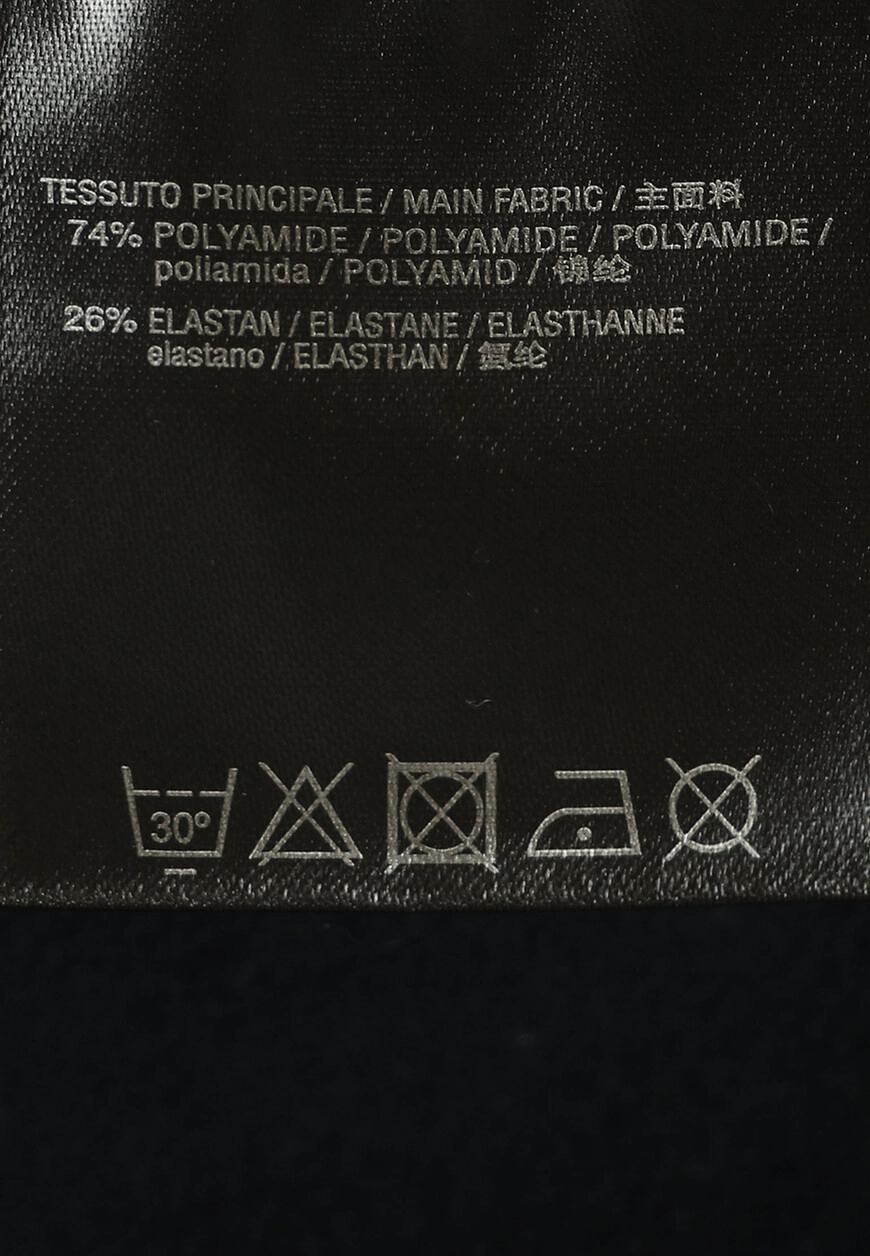 TESSUTO PRINCIPALE / MAIN FABRIC / 主面料
74% POLYAMIDE / POLYAMIDE / POLYAMIDE /
poliamida / POLYAMID / 锦纶
26% ELASTAN / ELASTANE / ELASTHANNE
elastano / ELASTHAN / 氨纶
30°